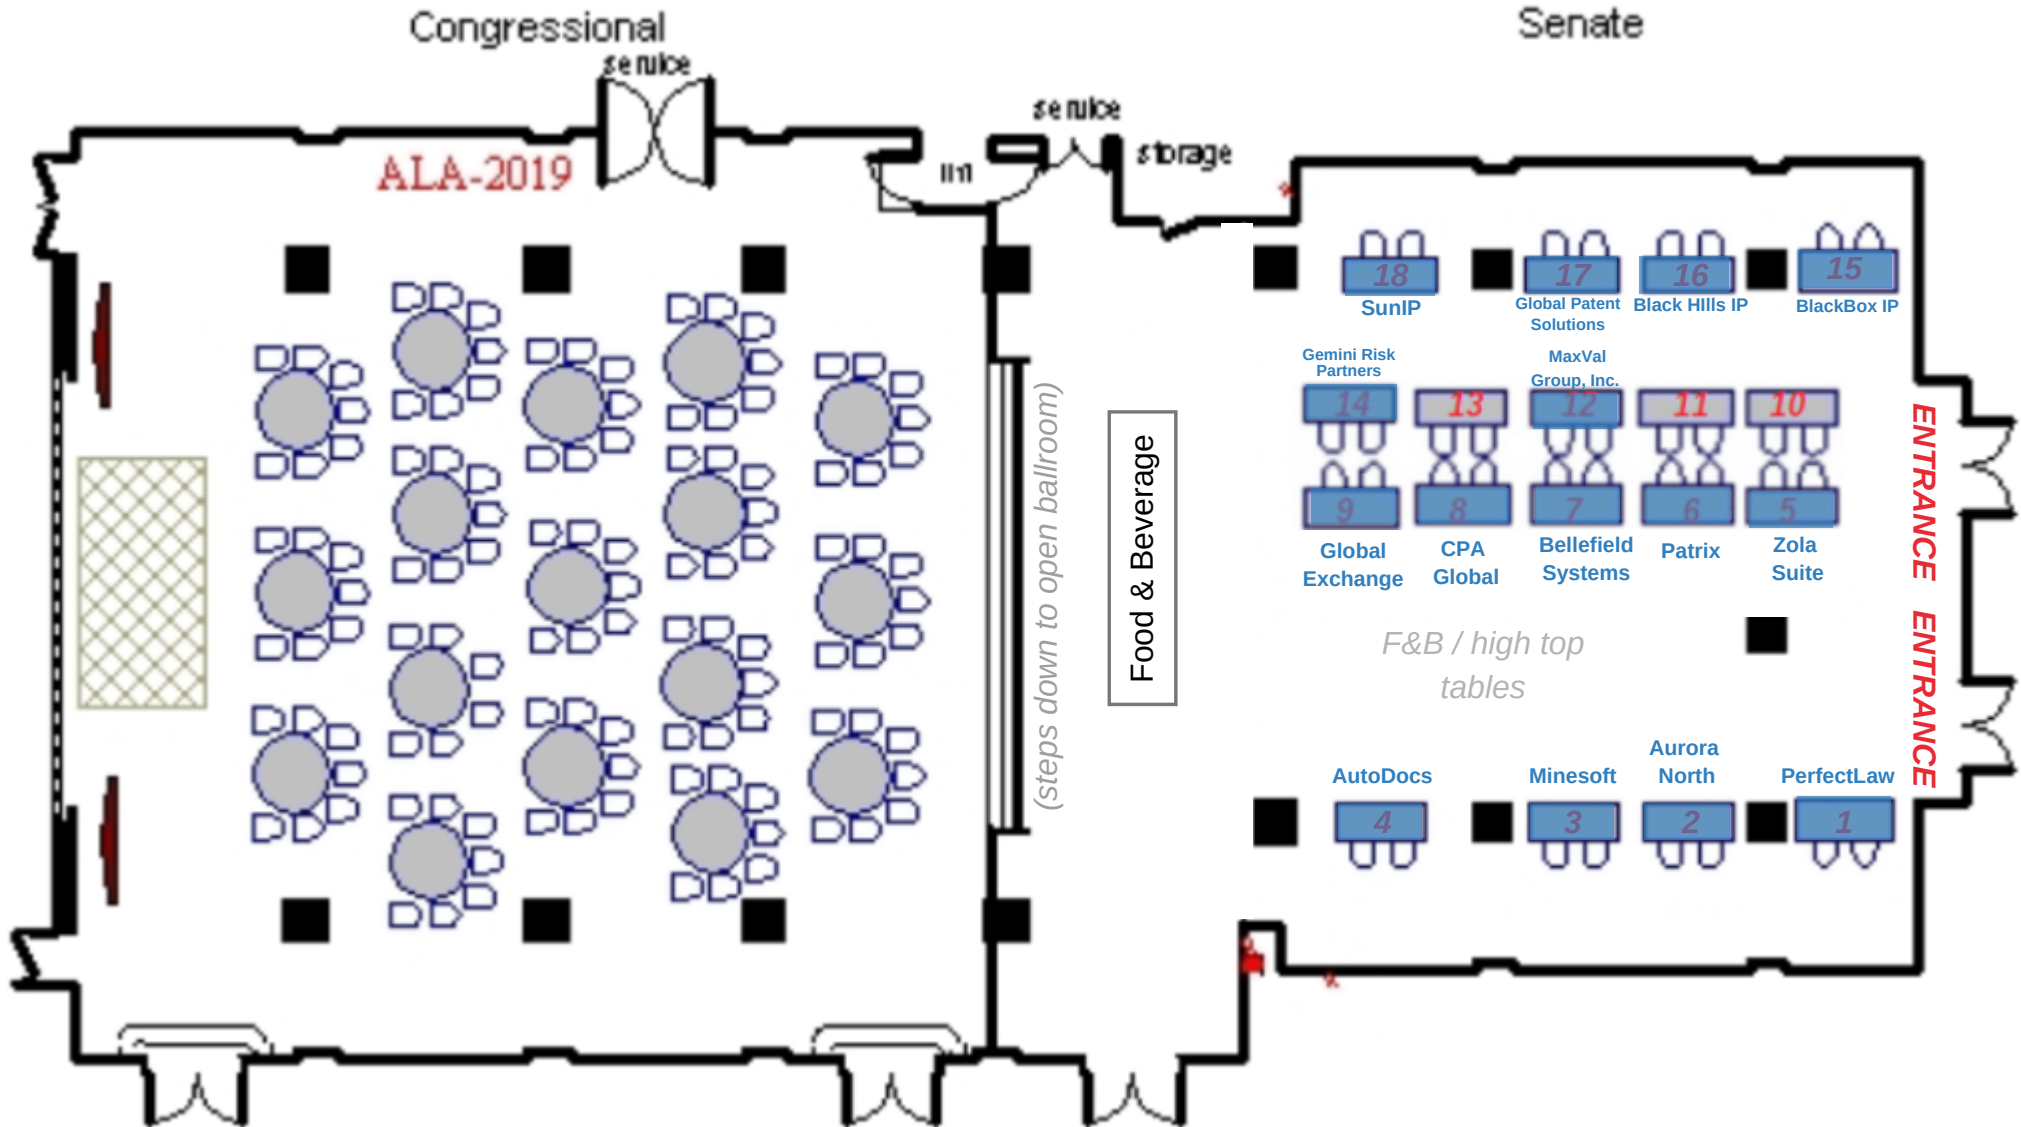 Congressional
Senate
service
service
storage
ALA-2019
18
17
16
15
SunIP
Global Patent
Solutions
Black HIlls IP
BlackBox IP
Gemini Risk
Partners
MaxVal
Group, Inc.
14
13
12
11
10
9
8
7
6
5
Global
Exchange
CPA
Global
Bellefield
Systems
Patrix
Zola
Suite
ENTRANCE
ENTRANCE
(steps down to open ballroom)
Food & Beverage
F&B / high top
tables
AutoDocs
Minesoft
Aurora
North
PerfectLaw
4
3
2
1